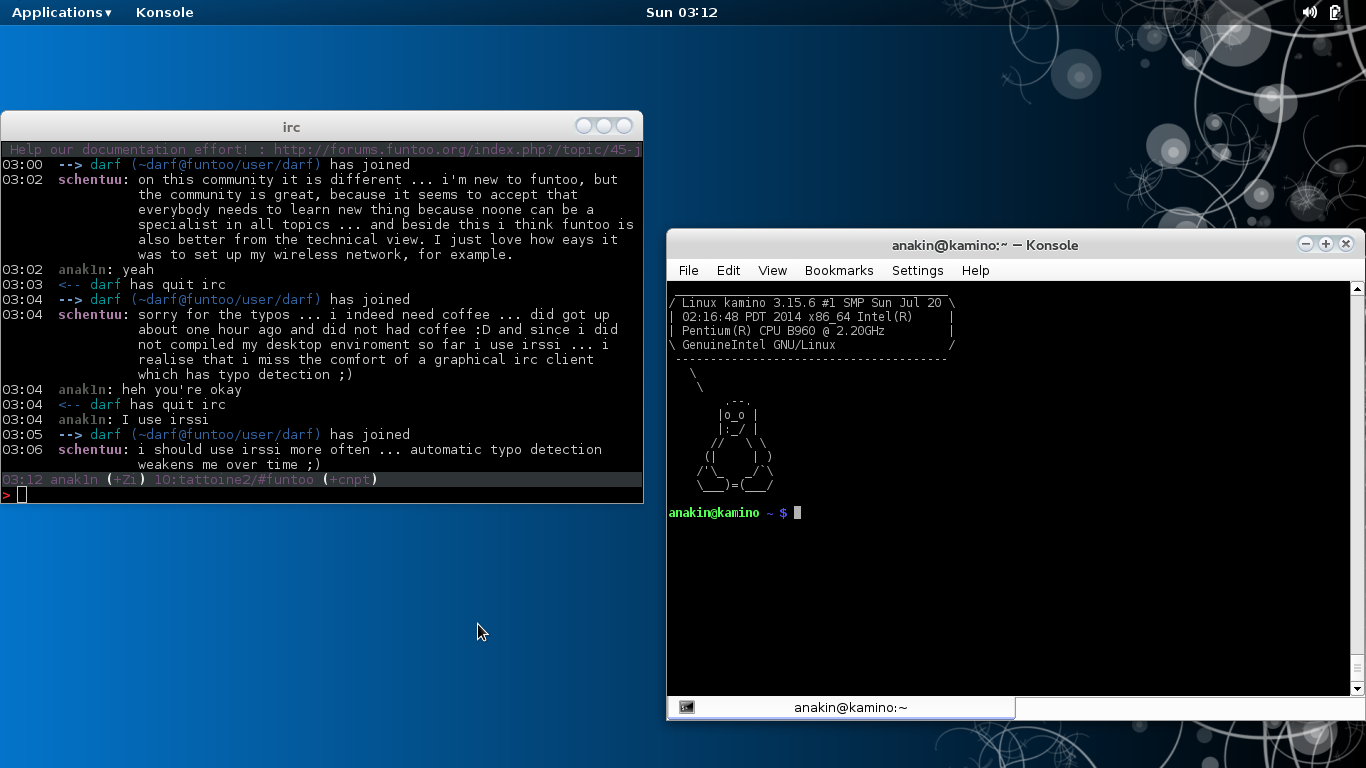 Applications▾ Konsole Sun 03:12
irc
Help our documentation effort! : http://forums.funtoo.org/index.php?/topic/45-j
03:00 --> darf (~darf@funtoo/user/darf) has joined
03:02 schentuu: on this community it is different ... i'm new to funtoo, but
the community is great, because it seems to accept that
everybody needs to learn new thing because noone can be a
specialist in all topics ... and beside this i think funtoo is
also better from the technical view. I just love how eays it
was to set up my wireless network, for example.
03:02 anak1n: yeah
03:03 <-- darf has quit irc
03:04 --> darf (~darf@funtoo/user/darf) has joined
03:04 schentuu: sorry for the typos ... i indeed need coffee ... did got up
about one hour ago and did not had coffee :D and since i did
not compiled my desktop enviroment so far i use irssi ... i
realise that i miss the comfort of a graphical irc client
which has typo detection ;)
03:04 anak1n: heh you're okay
03:04 <-- darf has quit irc
03:04 anak1n: I use irssi
03:05 --> darf (~darf@funtoo/user/darf) has joined
03:06 schentuu: i should use irssi more often ... automatic typo detection
weakens me over time ;)
03:12 anak1n (+Zi) 10:tattoine2/#funtoo (+cnpt)
>
anakin@kamino:~ — Konsole
File Edit View Bookmarks Settings Help
/ Linux kamino 3.15.6 #1 SMP Sun Jul 20 \
| 02:16:48 PDT 2014 x86_64 Intel(R) |
| Pentium(R) CPU B960 @ 2.20GHz |
\ GenuineIntel GNU/Linux /
---------------------------------------
\
\
.--.
|o_o |
|:_/ |
// \ \
(| | )
/'\_ _/`\
\___)=(___/
anakin@kamino ~ $
anakin@kamino:~